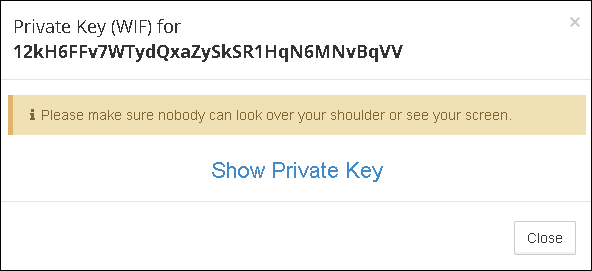 Private Key (WIF) for
12kH6FFv7WTydQxaZySkSR1HqN6MNvBqVV
×
Please make sure nobody can look over your shoulder or see your screen.
Show Private Key
Close